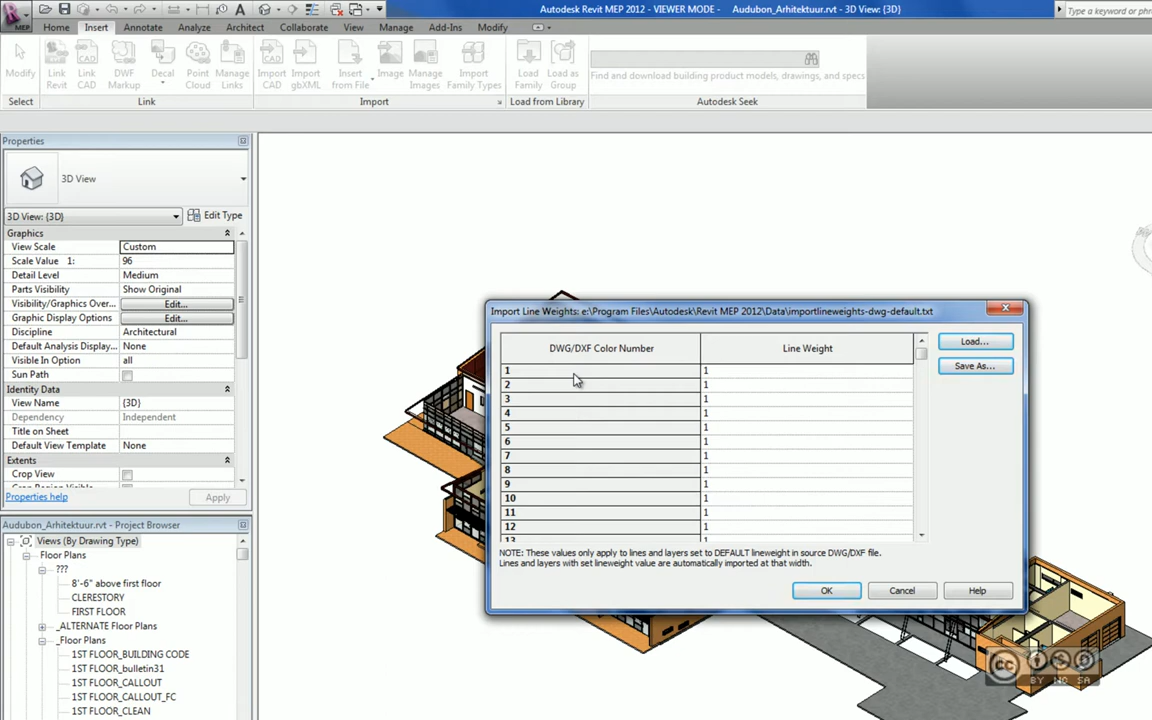 Autodesk Revit MEP 2012 - VIEWER MODE -    Audubon_Arhitektuur.rvt - 3D View: {3D}
Type a keyword or phra
MEP
Home Insert Annotate Analyze Architect Collaborate View Manage Add-Ins Modify
Modify
Link Revit
Link CAD
DWF Markup
Decal
Point Cloud
Manage Links
Import CAD
Import gbXML
Insert from File
Image
Manage Images
Import Family Types
Load Family
Load as Group
Find and download building product models, drawings, and specs
Select Link Import Load from Library Autodesk Seek
Properties
3D View
3D View: {3D} Edit Type
Graphics
View Scale Custom
Scale Value   1: 96
Detail Level Medium
Parts Visibility Show Original
Visibility/Graphics Over... Edit...
Graphic Display Options Edit...
Discipline Architectural
Default Analysis Display... None
Visible In Option all
Sun Path
Identity Data
View Name {3D}
Dependency Independent
Title on Sheet
Default View Template None
Extents
Crop View
Properties help Apply
Audubon_Arhitektuur.rvt - Project Browser
Views (By Drawing Type)
Floor Plans
???
8'-6" above first floor
CLERESTORY
FIRST FLOOR
_ALTERNATE Floor Plans
_Floor Plans
1ST FLOOR_BUILDING CODE
1ST FLOOR_bulletin31
1ST FLOOR_CALLOUT
1ST FLOOR_CALLOUT_FC
1ST FLOOR_CLEAN
Import Line Weights: e:\Program Files\Autodesk\Revit MEP 2012\Data\importlineweights-dwg-default.txt
DWG/DXF Color Number Line Weight
1 1
2 1
3 1
4 1
5 1
6 1
7 1
8 1
9 1
10 1
11 1
12 1
13 1
Load...
Save As...
NOTE: These values only apply to lines and layers set to DEFAULT lineweight in source DWG/DXF file.
Lines and layers with set lineweight value are automatically imported at that width.
OK Cancel Help
cc
BY NC SA